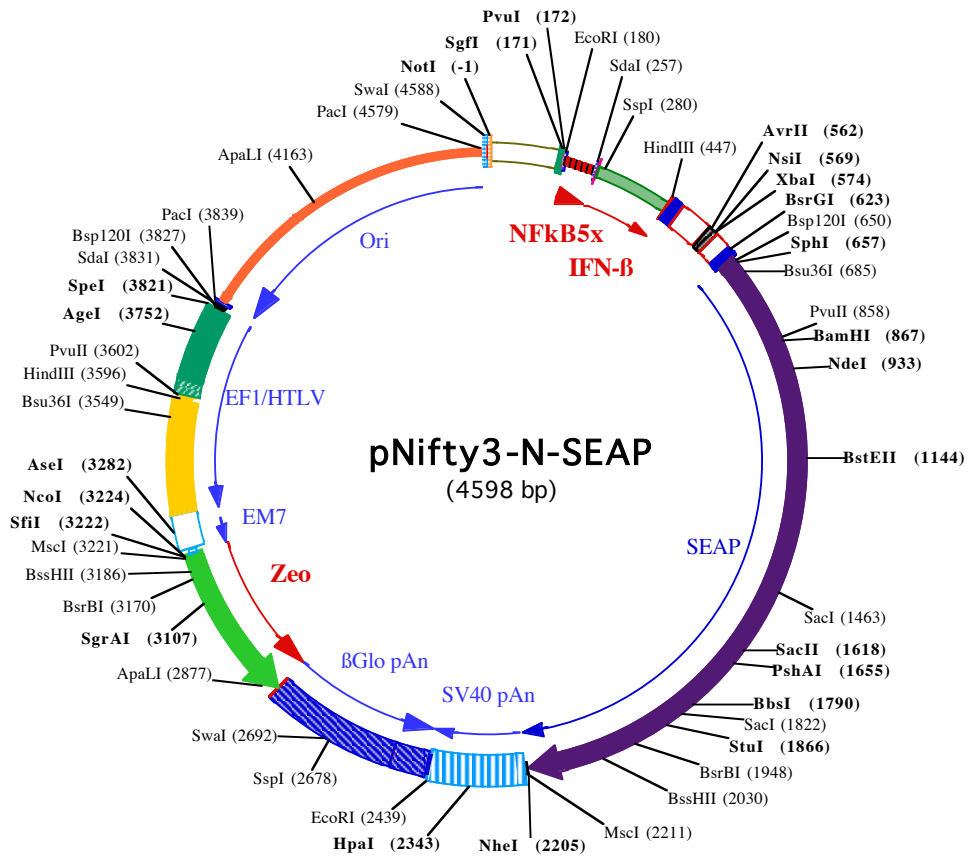 PvuI (172)
SgfI (171)
EcoRI (180)
NotI (-1)
SdaI (257)
SwaI (4588)
SspI (280)
PacI (4579)
AvrII (562)
HindIII (447)
NsiI (569)
ApaLI (4163)
XbaI (574)
BsrGI (623)
PacI (3839)
Bsp120I (650)
Bsp120I (3827)
SphI (657)
SdaI (3831)
Bsu36I (685)
SpeI (3821)
AgeI (3752)
Ori
NFkB5x
IFN-ß
PvuII (858)
BamHI (867)
PvuII (3602)
NdeI (933)
HindIII (3596)
Bsu36I (3549)
EF1/HTLV
pNifty3-N-SEAP
(4598 bp)
BstEII (1144)
AseI (3282)
NcoI (3224)
SfiI (3222)
EM7
MscI (3221)
SEAP
BssHII (3186)
Zeo
BsrBI (3170)
SacI (1463)
SgrAI (3107)
SacII (1618)
PshAI (1655)
ApaLI (2877)
ßGlo pAn
SV40 pAn
BbsI (1790)
SacI (1822)
SwaI (2692)
StuI (1866)
SspI (2678)
BsrBI (1948)
BssHII (2030)
EcoRI (2439)
MscI (2211)
HpaI (2343)
NheI (2205)